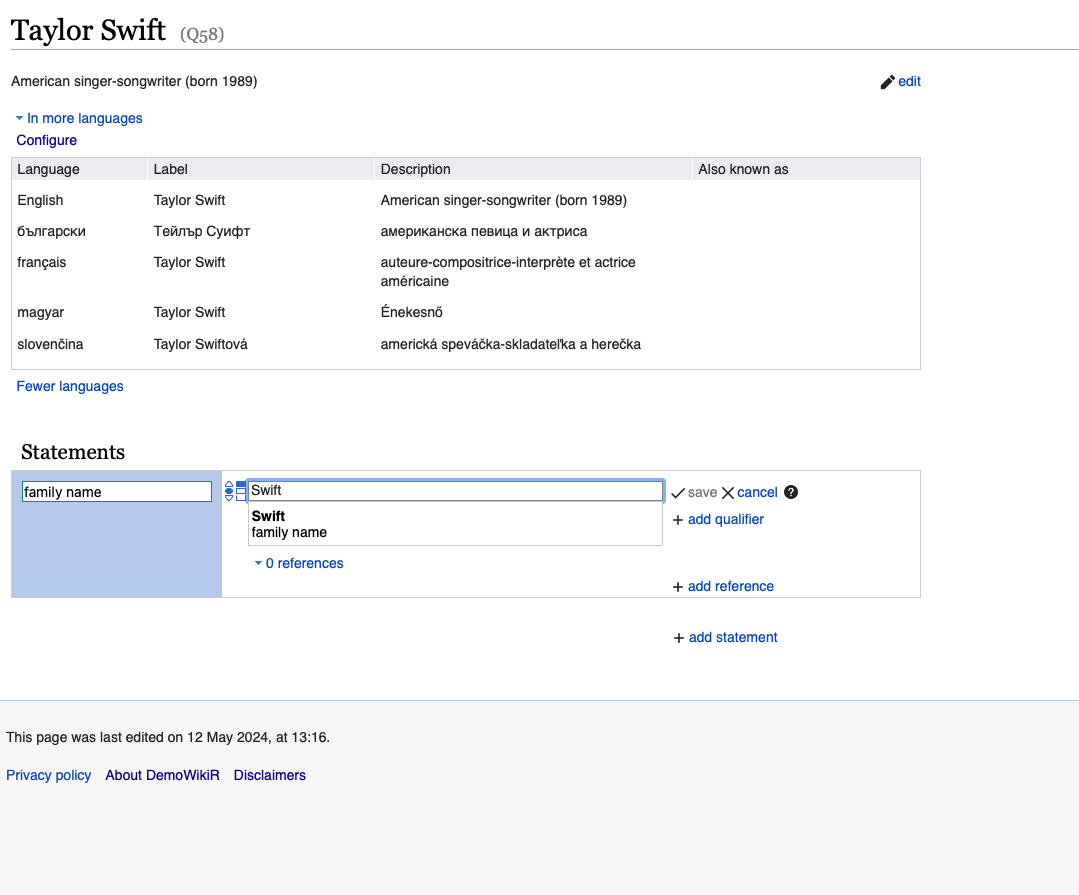 Taylor Swift (Q58)
American singer-songwriter (born 1989)
edit
In more languages
Configure
Language Label Description Also known as
English Taylor Swift American singer-songwriter (born 1989)
български Тейлър Суифт американска певица и актриса
français Taylor Swift auteure-compositrice-interprète et actrice
américaine
magyar Taylor Swift Énekesnő
slovenčina Taylor Swiftová americká speváčka-skladateľka a herečka
Fewer languages
Statements
family name Swift save cancel ?
Swift
family name
+ add qualifier
0 references
+ add reference
+ add statement
This page was last edited on 12 May 2024, at 13:16.
Privacy policy About DemoWikiR Disclaimers